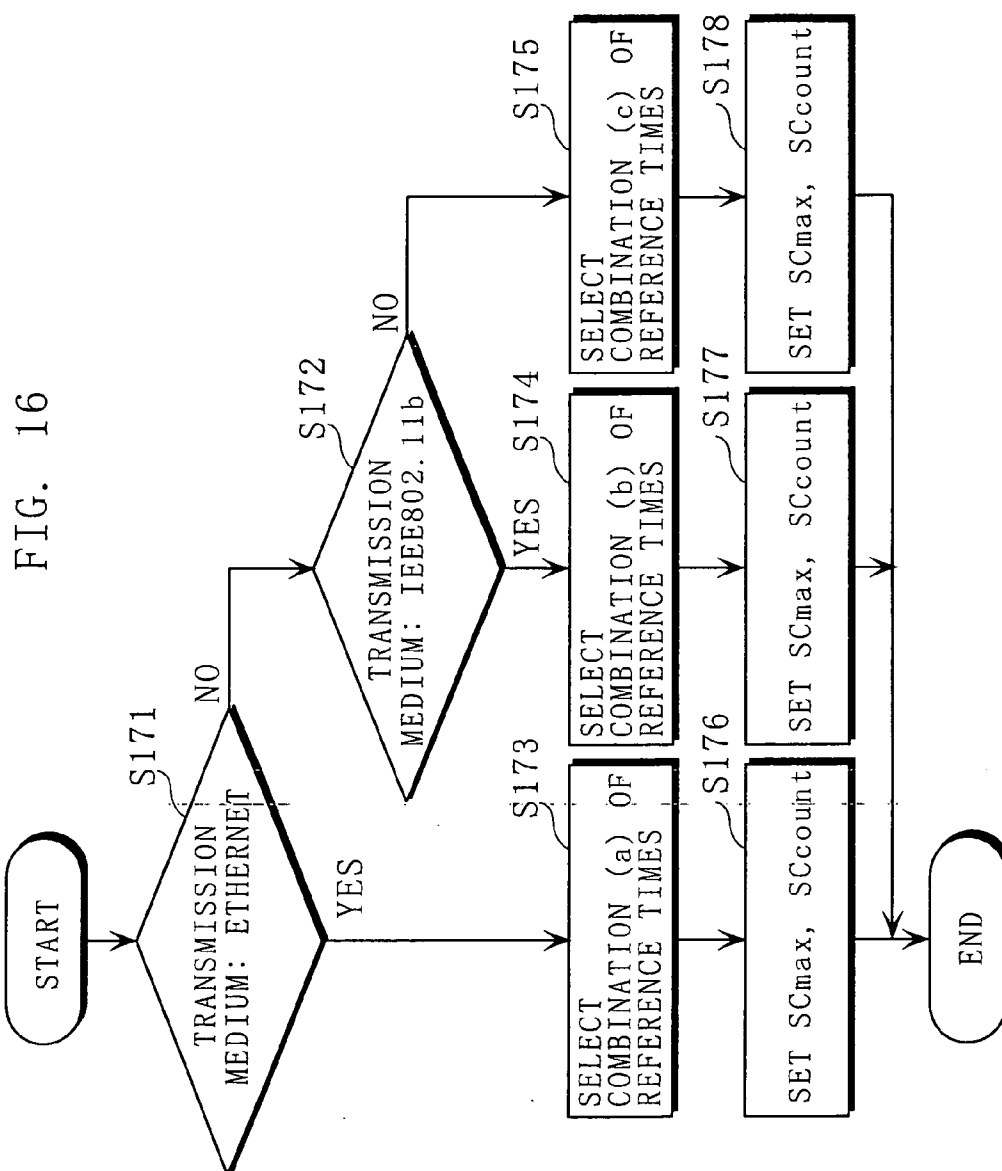 FIG. 16
START
S171
TRANSMISSION
MEDIUM: ETHERNET
NO
YES
S172
TRANSMISSION
MEDIUM: IEEE802.11b
NO
YES
S173
SELECT
COMBINATION (a) OF
REFERENCE TIMES
S174
SELECT
COMBINATION (b) OF
REFERENCE TIMES
S175
SELECT
COMBINATION (c) OF
REFERENCE TIMES
S176
SET SCmax, SCcount
S177
SET SCmax, SCcount
S178
SET SCmax, SCcount
END